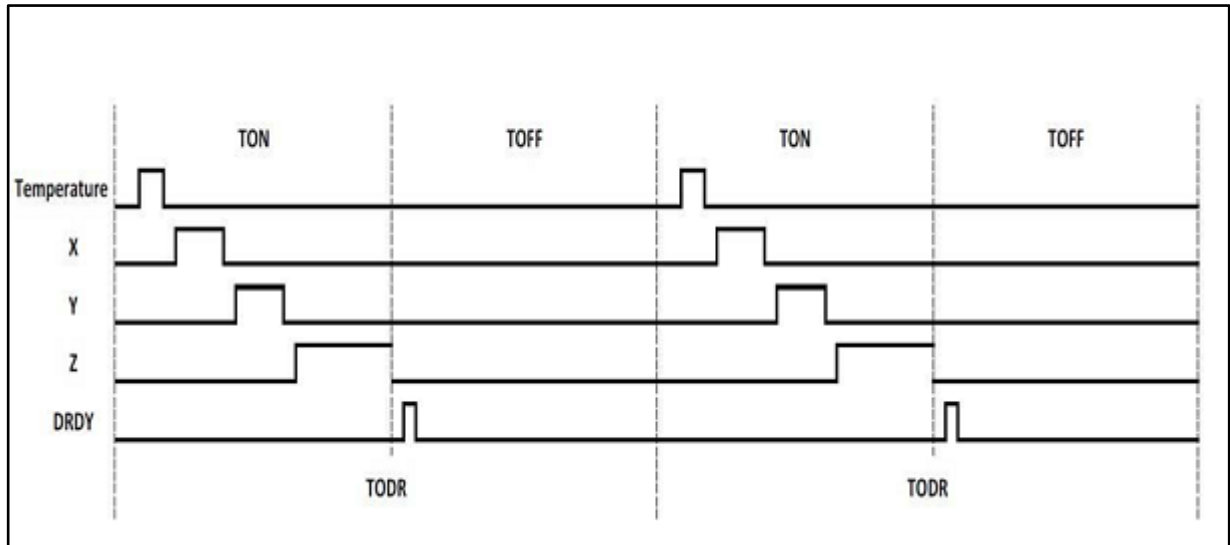 TON TOFF TON TOFF
Temperature
X
Y
Z
DRDY
TODR TODR